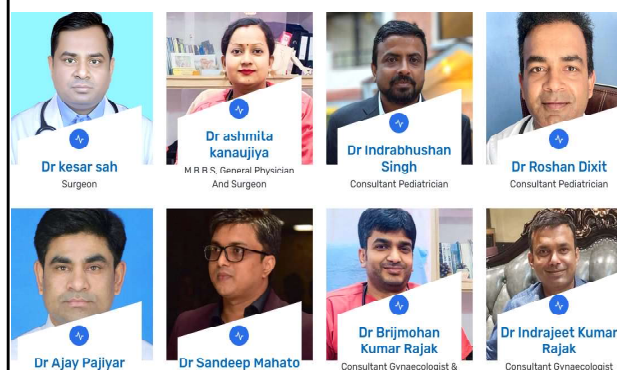 Dr kesar sah
Surgeon
Dr ashmita
kanaujiya
M.B.B.S, General Physician
And Surgeon
Dr Indrabhushan
Singh
Consultant Pediatrician
Dr Roshan Dixit
Consultant Pediatrician
Dr Ajay Pajiyar
Dr Sandeep Mahato
Dr Brijmohan
Kumar Rajak
Consultant Gynaecologist &
Dr Indrajeet Kumar
Rajak
Consultant Gynaecologist